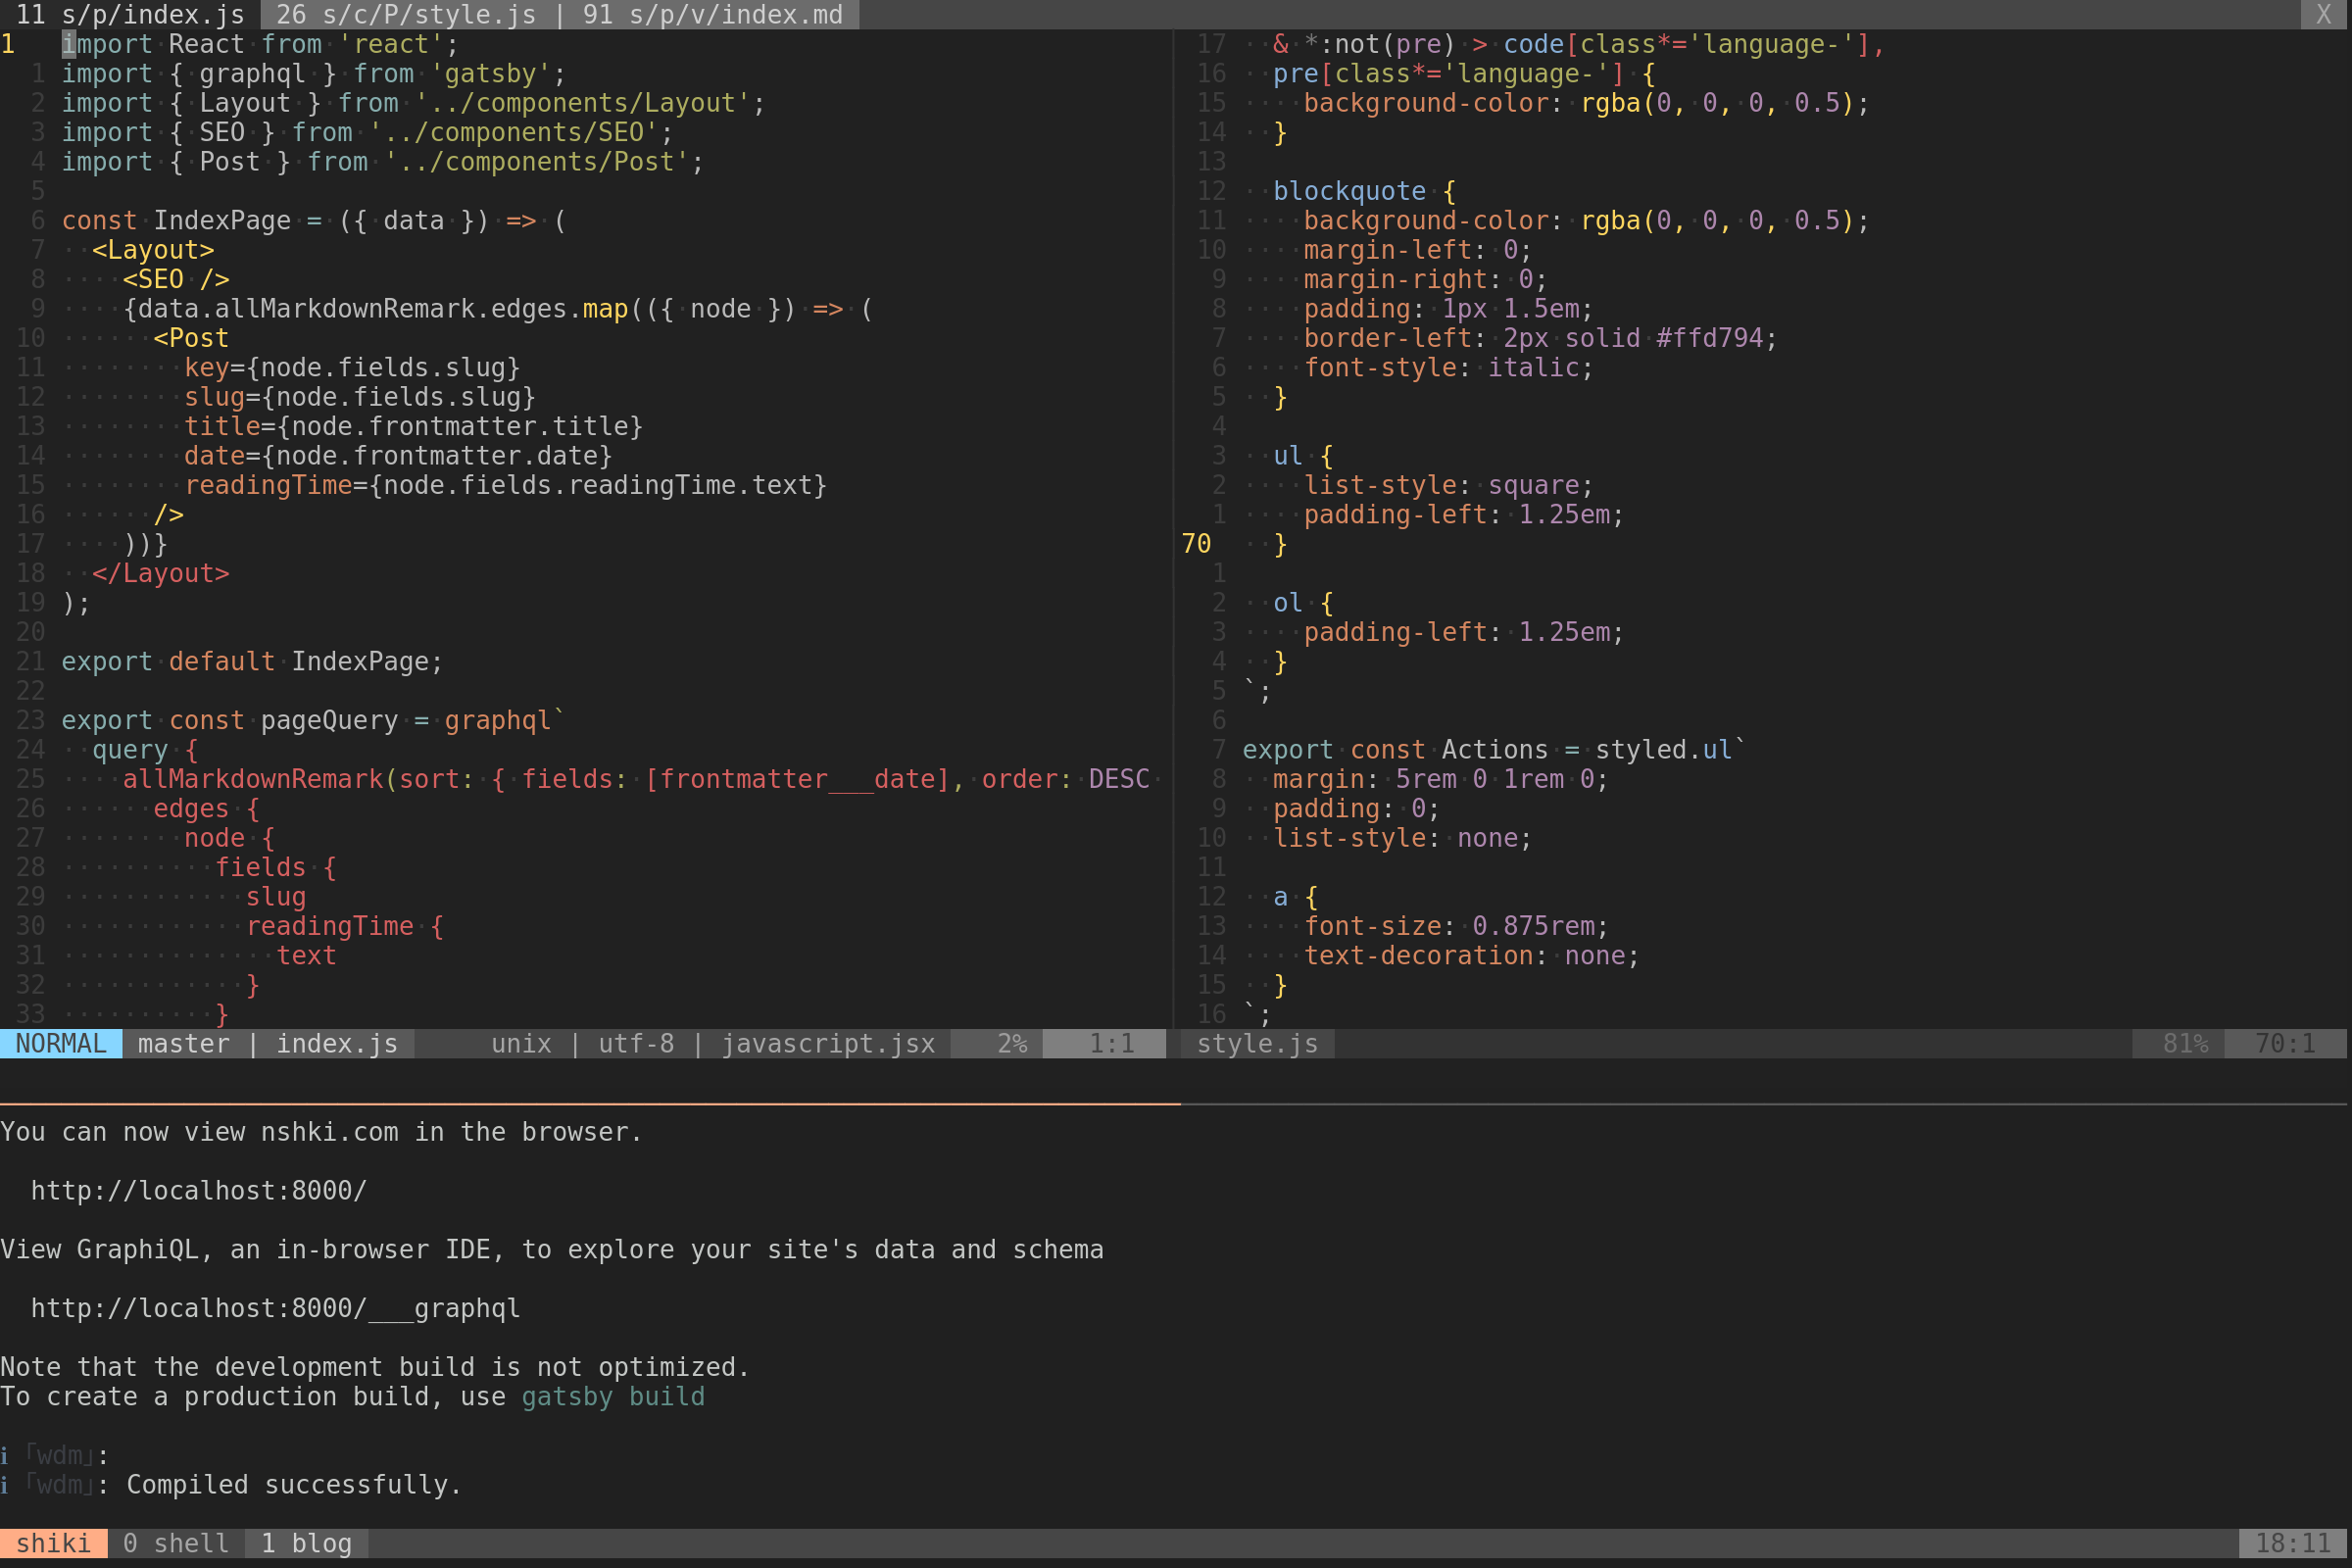 11 s/p/index.js  26 s/c/P/style.js | 91 s/p/v/index.md  X
1   import React from 'react';
  1 import { graphql } from 'gatsby';
  2 import { Layout } from '../components/Layout';
  3 import { SEO } from '../components/SEO';
  4 import { Post } from '../components/Post';
  5
  6 const IndexPage = ({ data }) => (
  7 ··<Layout>
  8 ····<SEO />
  9 ····{data.allMarkdownRemark.edges.map(({ node }) => (
 10 ······<Post
 11 ········key={node.fields.slug}
 12 ········slug={node.fields.slug}
 13 ········title={node.frontmatter.title}
 14 ········date={node.frontmatter.date}
 15 ········readingTime={node.fields.readingTime.text}
 16 ······/>
 17 ····))}
 18 ··</Layout>
 19 );
 20
 21 export default IndexPage;
 22
 23 export const pageQuery = graphql`
 24 ··query {
 25 ····allMarkdownRemark(sort: { fields: [frontmatter___date], order: DESC
 26 ······edges {
 27 ········node {
 28 ··········fields {
 29 ············slug
 30 ············readingTime {
 31 ··············text
 32 ············}
 33 ··········}
NORMAL  master | index.js  unix | utf-8 | javascript.jsx  2%  1:1
 17 ··& *:not(pre) > code[class*='language-'],
 16 ··pre[class*='language-'] {
 15 ····background-color: rgba(0, 0, 0, 0.5);
 14 ··}
 13
 12 ··blockquote {
 11 ····background-color: rgba(0, 0, 0, 0.5);
 10 ····margin-left: 0;
  9 ····margin-right: 0;
  8 ····padding: 1px 1.5em;
  7 ····border-left: 2px solid #ffd794;
  6 ····font-style: italic;
  5 ··}
  4
  3 ··ul {
  2 ····list-style: square;
  1 ····padding-left: 1.25em;
70  ··}
  1
  2 ··ol {
  3 ····padding-left: 1.25em;
  4 ··}
  5 `;
  6
  7 export const Actions = styled.ul`
  8 ··margin: 5rem 0 1rem 0;
  9 ··padding: 0;
 10 ··list-style: none;
 11
 12 ··a {
 13 ····font-size: 0.875rem;
 14 ····text-decoration: none;
 15 ··}
 16 `;
style.js  81%  70:1
You can now view nshki.com in the browser.
  http://localhost:8000/
View GraphiQL, an in-browser IDE, to explore your site's data and schema
  http://localhost:8000/___graphql
Note that the development build is not optimized.
To create a production build, use gatsby build
ℹ ｢wdm｣:
ℹ ｢wdm｣: Compiled successfully.
shiki  0 shell  1 blog  18:11